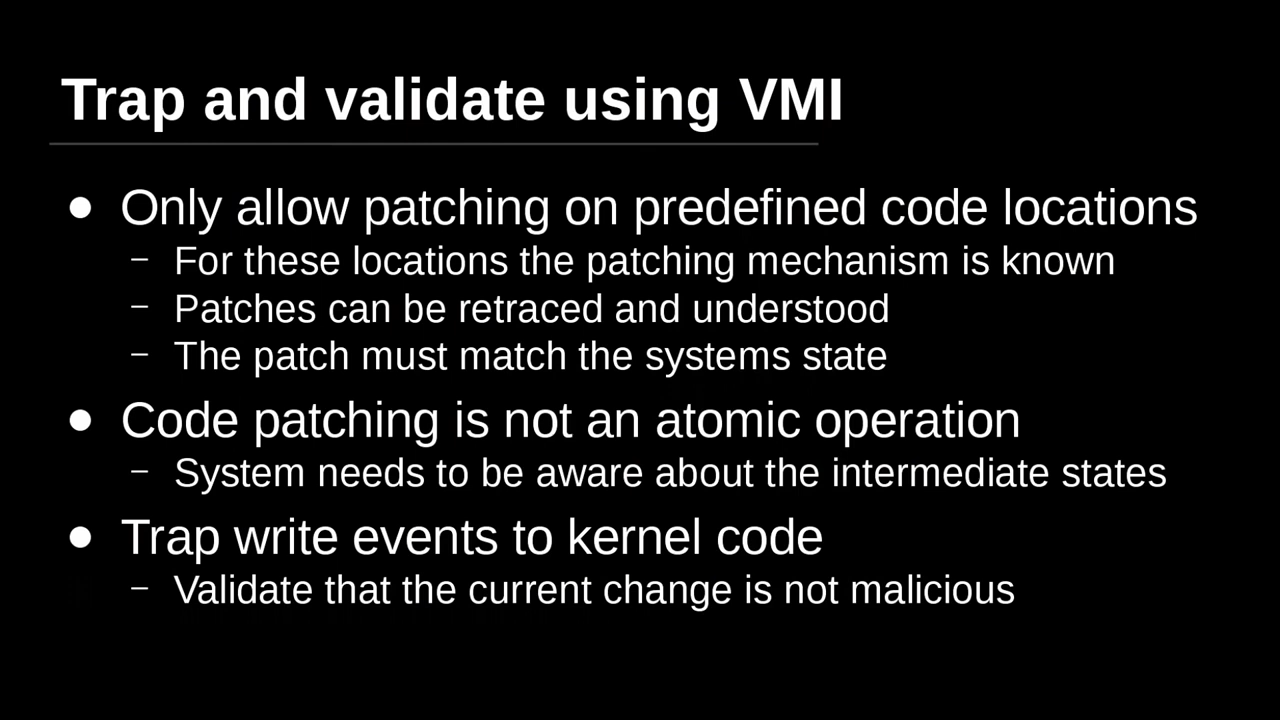 Trap and validate using VMI
● Only allow patching on predefined code locations
– For these locations the patching mechanism is known
– Patches can be retraced and understood
– The patch must match the systems state
● Code patching is not an atomic operation
– System needs to be aware about the intermediate states
● Trap write events to kernel code
– Validate that the current change is not malicious